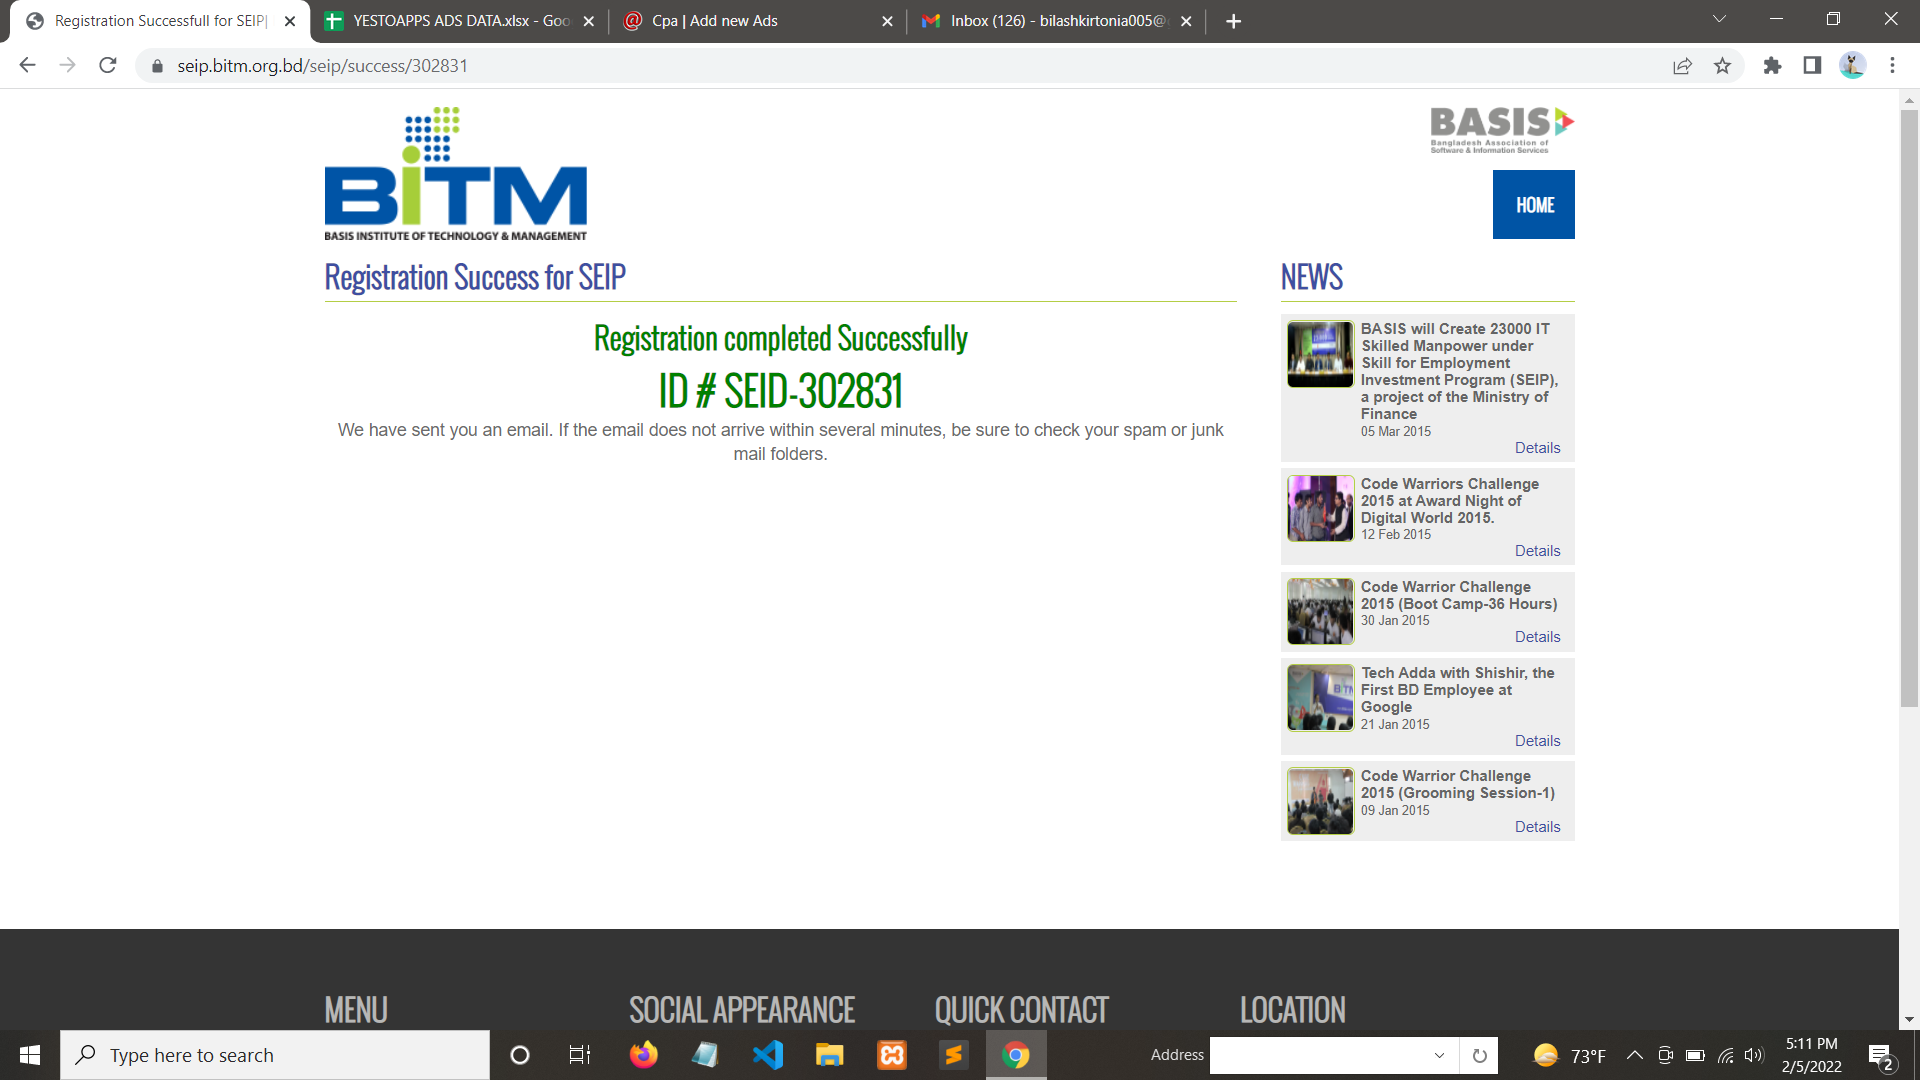 Registration Successfull for SEIP|
YESTOAPPS ADS DATA.xlsx - Goo
Cpa | Add new Ads
Inbox (126) - bilashkirtonia005@
seip.bitm.org.bd/seip/success/302831
BiTM
BASIS INSTITUTE OF TECHNOLOGY & MANAGEMENT
BASIS
Bangladesh Association of
Software & Information Services
HOME
Registration Success for SEIP
Registration completed Successfully
ID # SEID-302831
We have sent you an email. If the email does not arrive within several minutes, be sure to check your spam or junk
mail folders.
NEWS
BASIS will Create 23000 IT
Skilled Manpower under
Skill for Employment
Investment Program (SEIP),
a project of the Ministry of
Finance
05 Mar 2015
Details
Code Warriors Challenge
2015 at Award Night of
Digital World 2015.
12 Feb 2015
Details
Code Warrior Challenge
2015 (Boot Camp-36 Hours)
30 Jan 2015
Details
Tech Adda with Shishir, the
First BD Employee at
Google
21 Jan 2015
Details
Code Warrior Challenge
2015 (Grooming Session-1)
09 Jan 2015
Details
MENU
SOCIAL APPEARANCE
QUICK CONTACT
LOCATION
Type here to search
Address
73°F
5:11 PM
2/5/2022
2